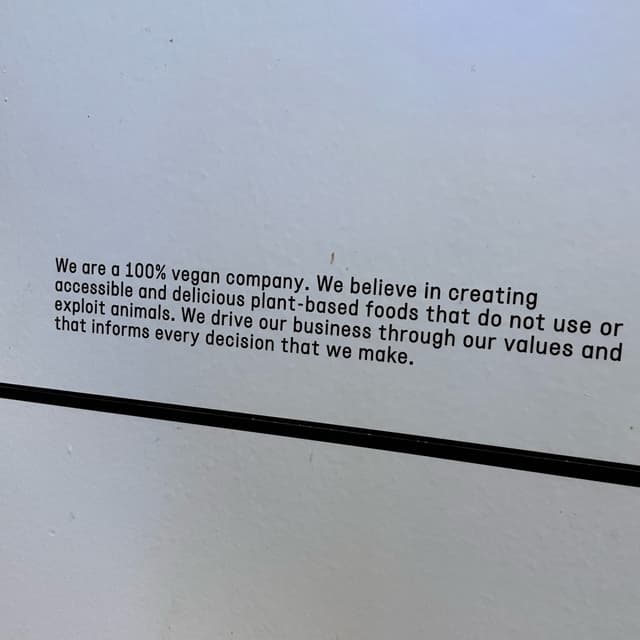 We are a 100% vegan company. We believe in creating
accessible and delicious plant-based foods that do not use or
exploit animals. We drive our business through our values and
that informs every decision that we make.